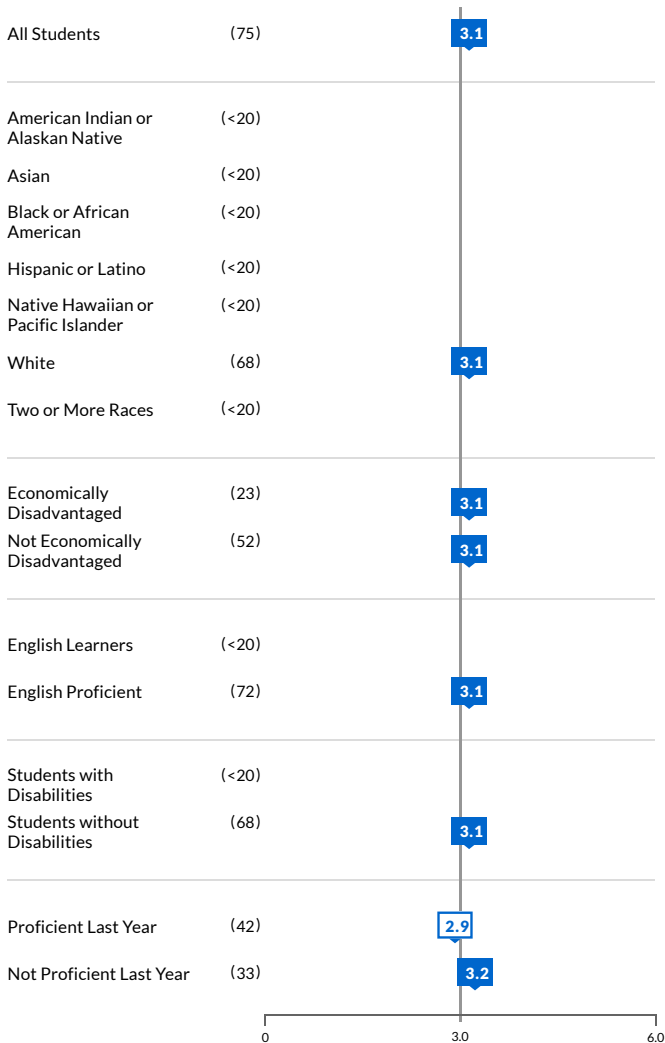 All Students (75) 3.1
American Indian or (<20)
Alaskan Native
Asian (<20)
Black or African (<20)
American
Hispanic or Latino (<20)
Native Hawaiian or (<20)
Pacific Islander
White (68) 3.1
Two or More Races (<20)
Economically (23) 3.1
Disadvantaged
Not Economically (52) 3.1
Disadvantaged
English Learners (<20)
English Proficient (72) 3.1
Students with (<20)
Disabilities
Students without (68) 3.1
Disabilities
Proficient Last Year (42) 2.9
Not Proficient Last Year (33) 3.2
0 3.0 6.0